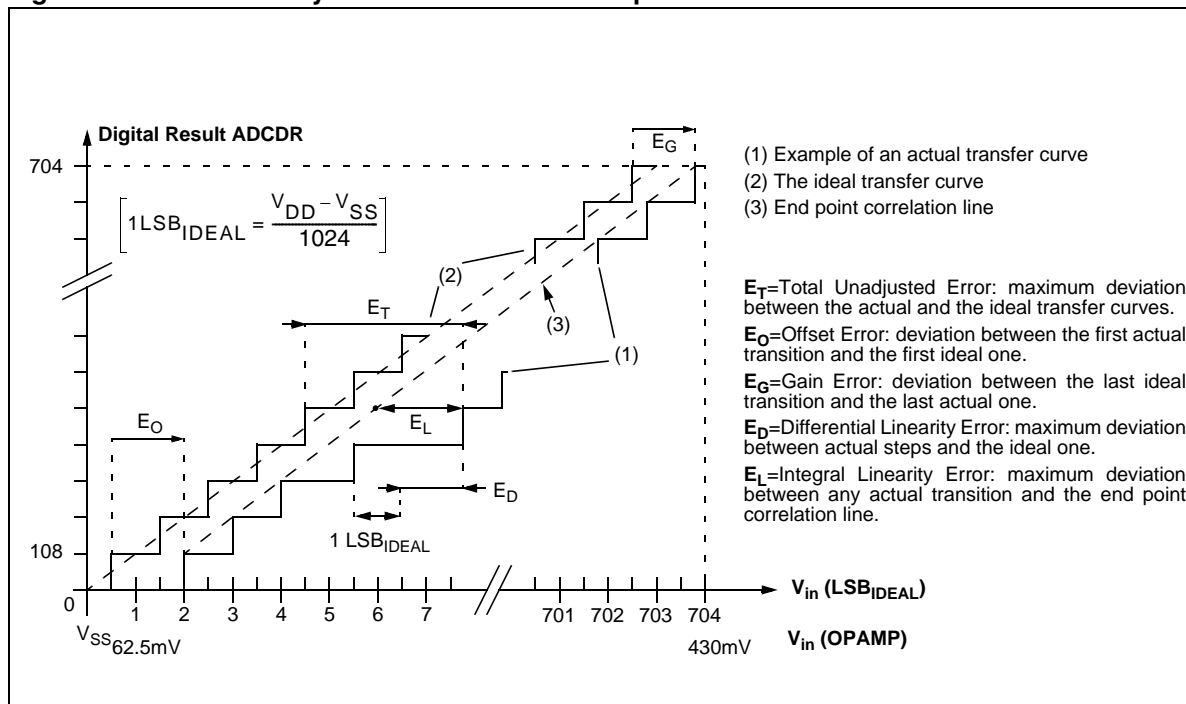 Digital Result ADCDR
704
108
0
[1LSB_IDEAL = (V_DD – V_SS) / 1024]
E_G
(2)
E_T
(3)
(1)
E_O
E_L
E_D
1 LSB_IDEAL
1 2 3 4 5 6 7 701 702 703 704
V_in (LSB_IDEAL)
V_SS
62.5mV
430mV
V_in (OPAMP)
(1) Example of an actual transfer curve
(2) The ideal transfer curve
(3) End point correlation line
E_T=Total Unadjusted Error: maximum deviation
between the actual and the ideal transfer curves.
E_O=Offset Error: deviation between the first actual
transition and the first ideal one.
E_G=Gain Error: deviation between the last ideal
transition and the last actual one.
E_D=Differential Linearity Error: maximum deviation
between actual steps and the ideal one.
E_L=Integral Linearity Error: maximum deviation
between any actual transition and the end point
correlation line.